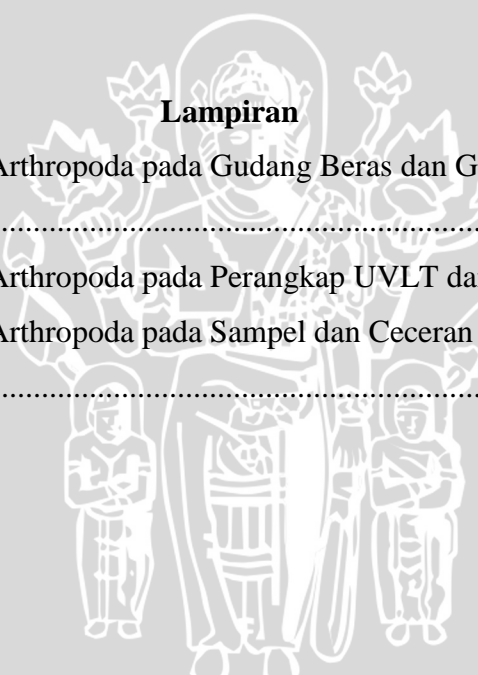 Lampiran
Arthropoda pada Gudang Beras dan G
....................................................................
Arthropoda pada Perangkap UVLT da
Arthropoda pada Sampel dan Ceceran
....................................................................